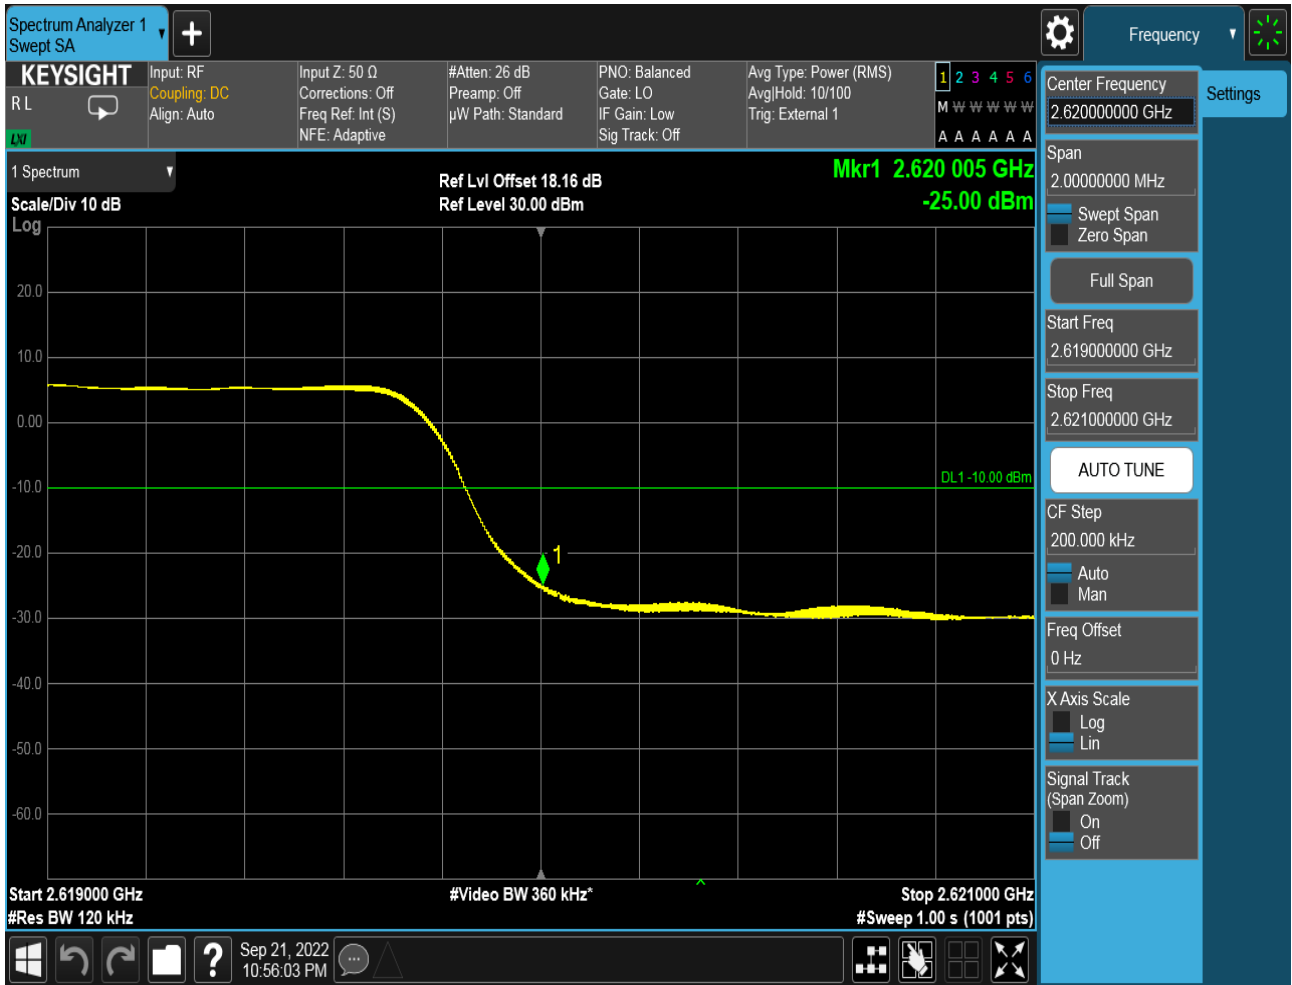 Spectrum Analyzer 1
Swept SA
Frequency
KEYSIGHT
R L
LXI
Input: RF
Coupling: DC
Align: Auto
Input Z: 50 Ω
Corrections: Off
Freq Ref: Int (S)
NFE: Adaptive
#Atten: 26 dB
Preamp: Off
µW Path: Standard
PNO: Balanced
Gate: LO
IF Gain: Low
Sig Track: Off
Avg Type: Power (RMS)
Avg|Hold: 10/100
Trig: External 1
1 2 3 4 5 6
M W W W W W
A A A A A A
Center Frequency
2.620000000 GHz
Settings
1 Spectrum
Scale/Div 10 dB
Log
Ref Lvl Offset 18.16 dB
Ref Level 30.00 dBm
Mkr1 2.620 005 GHz
-25.00 dBm
Span
2.00000000 MHz
Swept Span
Zero Span
Full Span
Start Freq
2.619000000 GHz
Stop Freq
2.621000000 GHz
AUTO TUNE
CF Step
200.000 kHz
Auto
Man
Freq Offset
0 Hz
X Axis Scale
Log
Lin
Signal Track
(Span Zoom)
On
Off
20.0
10.0
0.00
-10.0
-20.0
-30.0
-40.0
-50.0
-60.0
DL1 -10.00 dBm
1
Start 2.619000 GHz
#Res BW 120 kHz
#Video BW 360 kHz*
Stop 2.621000 GHz
#Sweep 1.00 s (1001 pts)
?
Sep 21, 2022
10:56:03 PM